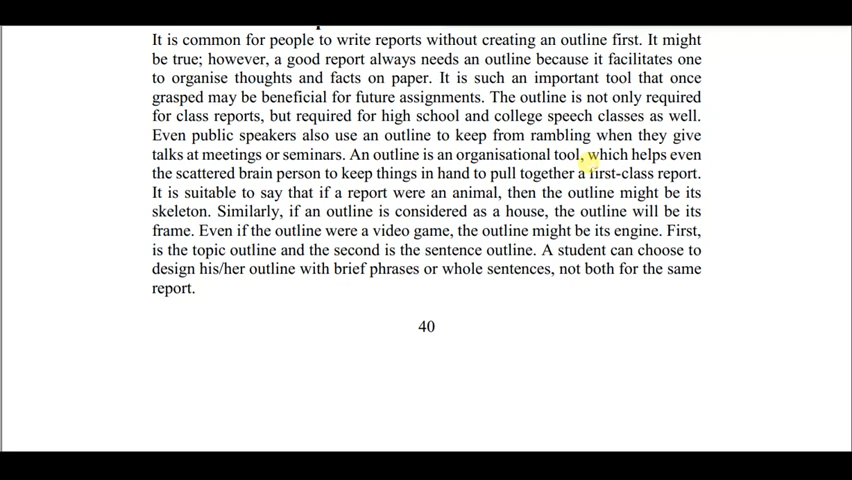 It is common for people to write reports without creating an outline first. It might
be true; however, a good report always needs an outline because it facilitates one
to organise thoughts and facts on paper. It is such an important tool that once
grasped may be beneficial for future assignments. The outline is not only required
for class reports, but required for high school and college speech classes as well.
Even public speakers also use an outline to keep from rambling when they give
talks at meetings or seminars. An outline is an organisational tool, which helps even
the scattered brain person to keep things in hand to pull together a first-class report.
It is suitable to say that if a report were an animal, then the outline might be its
skeleton. Similarly, if an outline is considered as a house, the outline will be its
frame. Even if the outline were a video game, the outline might be its engine. First,
is the topic outline and the second is the sentence outline. A student can choose to
design his/her outline with brief phrases or whole sentences, not both for the same
report.
40